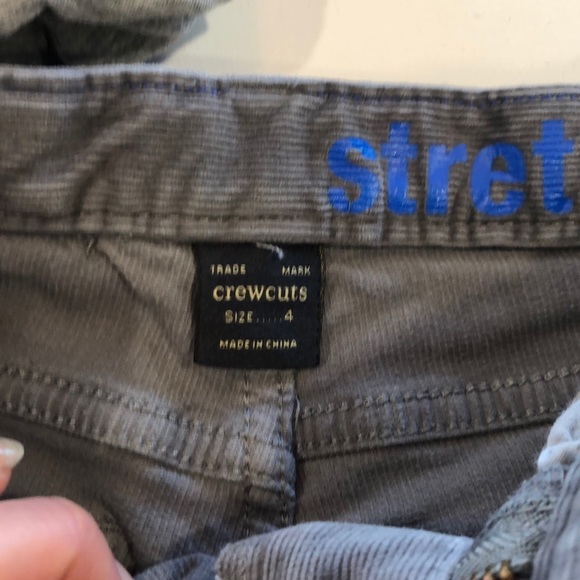 stret
TRADE MARK
crewcuts
SIZE.....4
MADE IN CHINA